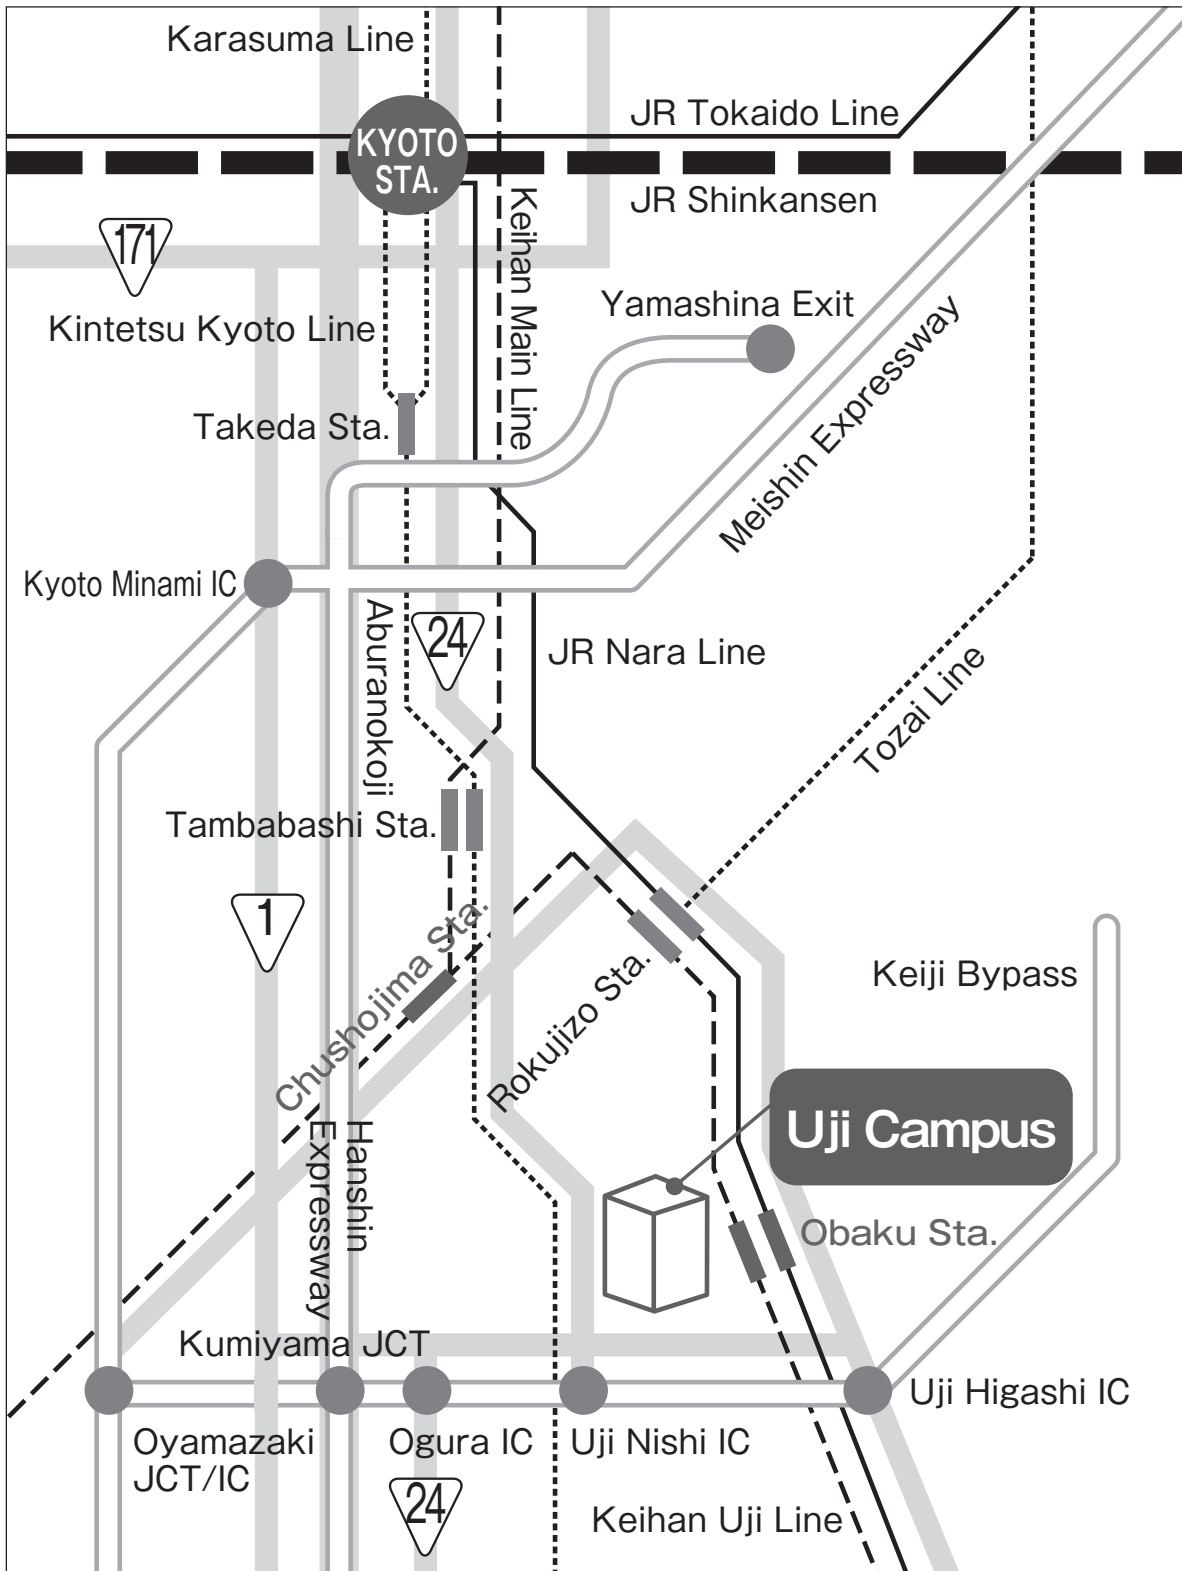 Karasuma Line
JR Tokaido Line
KYOTO
STA.
JR Shinkansen
Keihan Main Line
171
Yamashina Exit
Kintetsu Kyoto Line
Meishin Expressway
Takeda Sta.
Kyoto Minami IC
Aburanokoji
24
JR Nara Line
Tozai Line
Tambabashi Sta.
1
Chushojima Sta.
Rokujizo Sta.
Keiji Bypass
Uji Campus
Hanshin
Expressway
Obaku Sta.
Kumiyama JCT
Uji Higashi IC
Oyamazaki
JCT/IC
Ogura IC
Uji Nishi IC
24
Keihan Uji Line